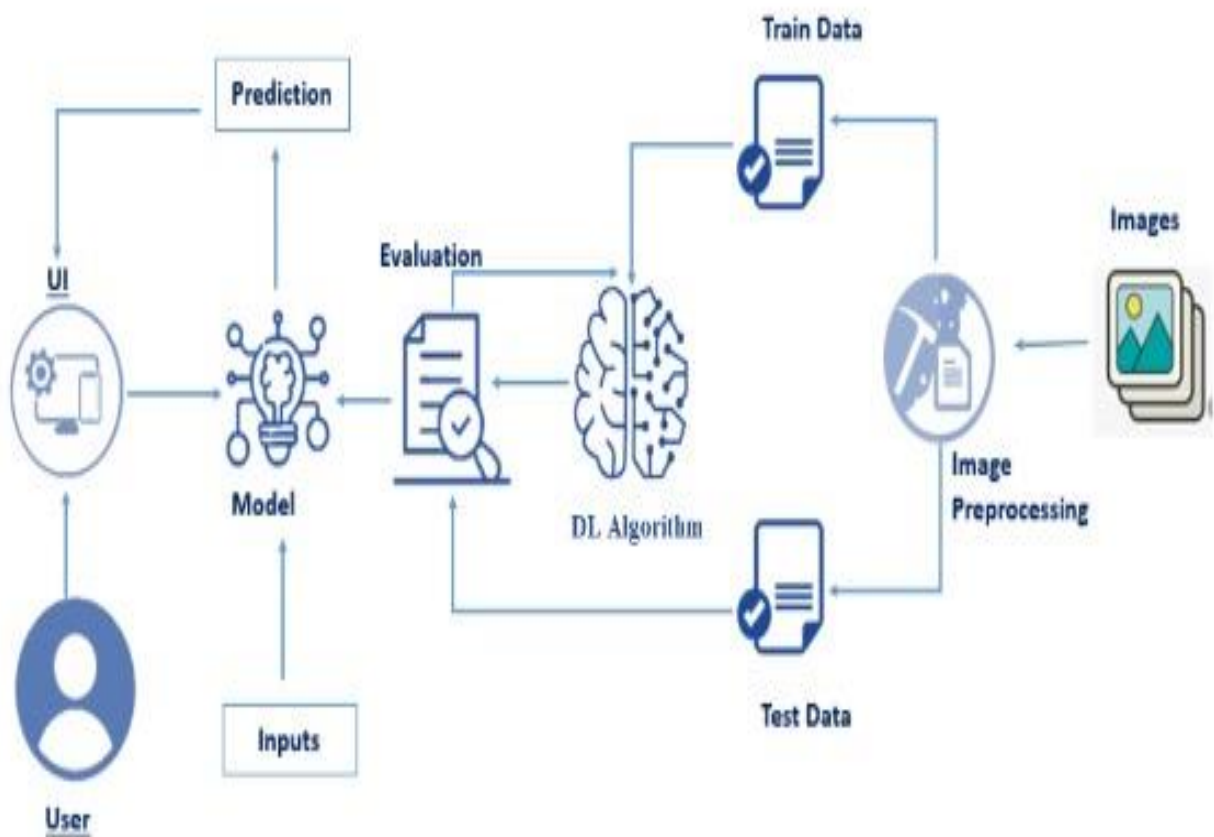 Train Data
Prediction
Images
Evaluation
UI
Image
Preprocessing
Model
DL Algorithm
Test Data
Inputs
User